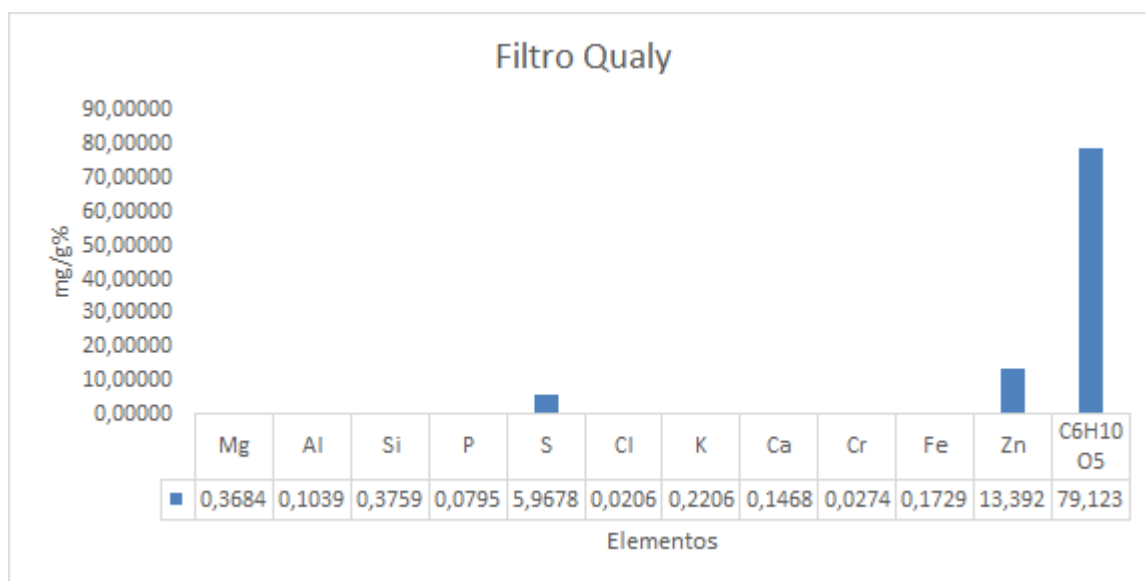 Filtro Qualy
90,00000
80,00000
70,00000
60,00000
50,00000
40,00000
30,00000
20,00000
10,00000
0,00000
mg/g%
Mg Al Si P S Cl K Ca Cr Fe Zn C6H10
O5
0,3684 0,1039 0,3759 0,0795 5,9678 0,0206 0,2206 0,1468 0,0274 0,1729 13,392 79,123
Elementos